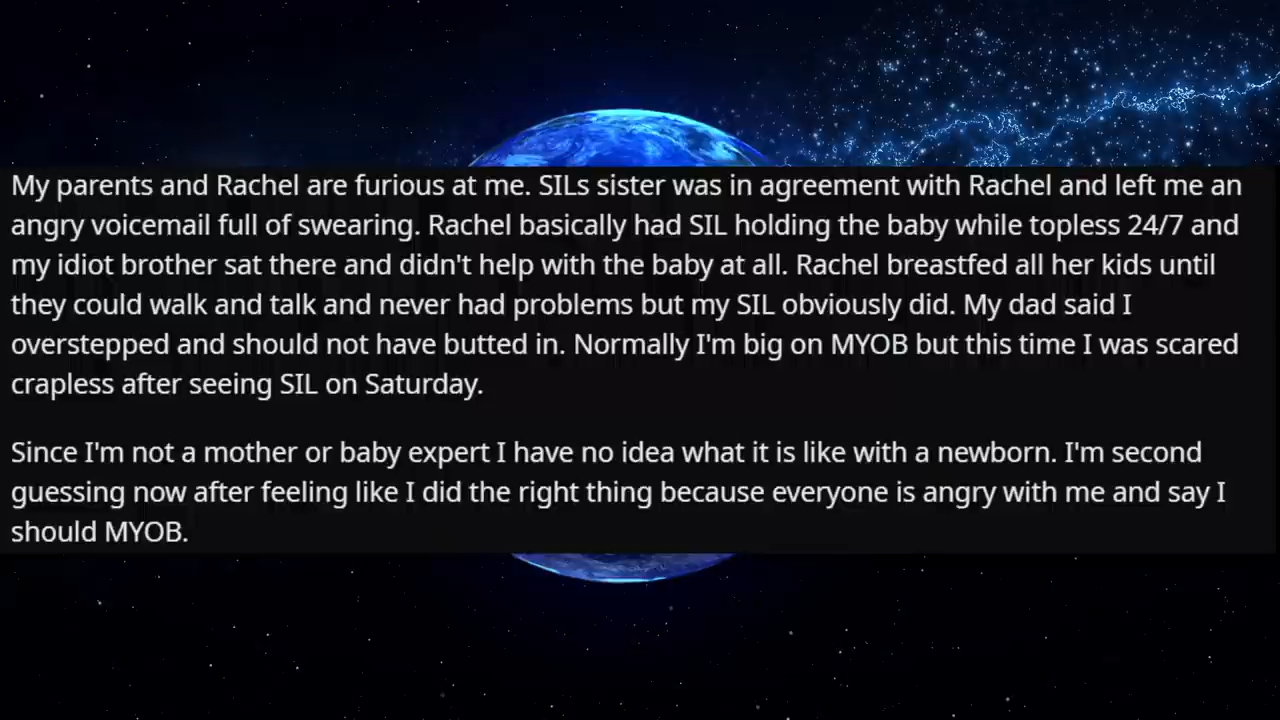 My parents and Rachel are furious at me. SILs sister was in agreement with Rachel and left me an
angry voicemail full of swearing. Rachel basically had SIL holding the baby while topless 24/7 and
my idiot brother sat there and didn't help with the baby at all. Rachel breastfed all her kids until
they could walk and talk and never had problems but my SIL obviously did. My dad said I
overstepped and should not have butted in. Normally I'm big on MYOB but this time I was scared
crapless after seeing SIL on Saturday.
Since I'm not a mother or baby expert I have no idea what it is like with a newborn. I'm second
guessing now after feeling like I did the right thing because everyone is angry with me and say I
should MYOB.